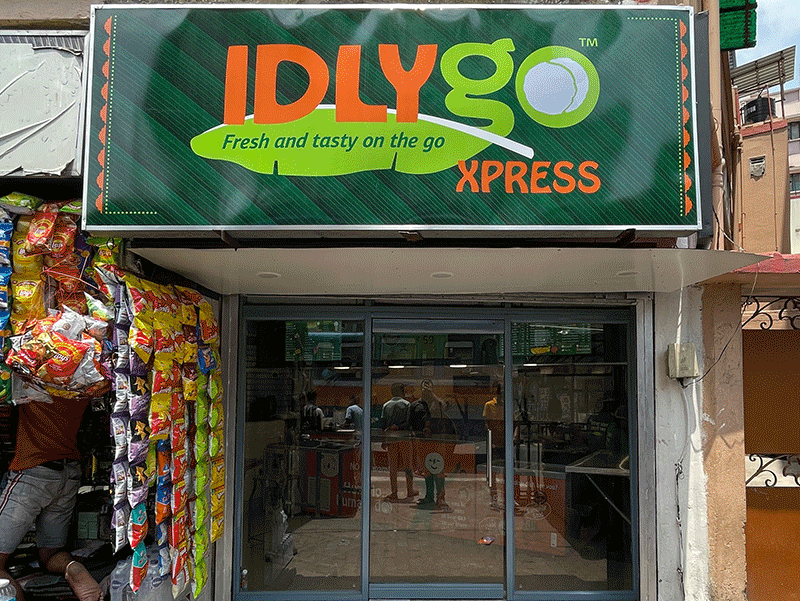 IDLYgo™
Fresh and tasty on the go
XPRESS